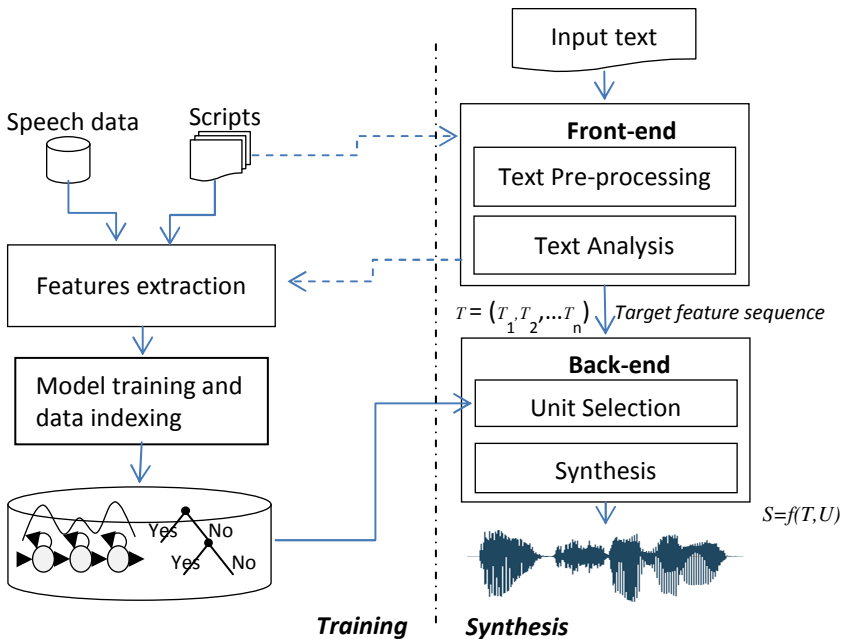 Input text
Speech data
Scripts
Front-end
Text Pre-processing
Text Analysis
Features extraction
T = (T1,T2,...Tn) Target feature sequence
Back-end
Model training and
data indexing
Unit Selection
Synthesis
S=f(T,U)
Yes No
Yes No
Training Synthesis